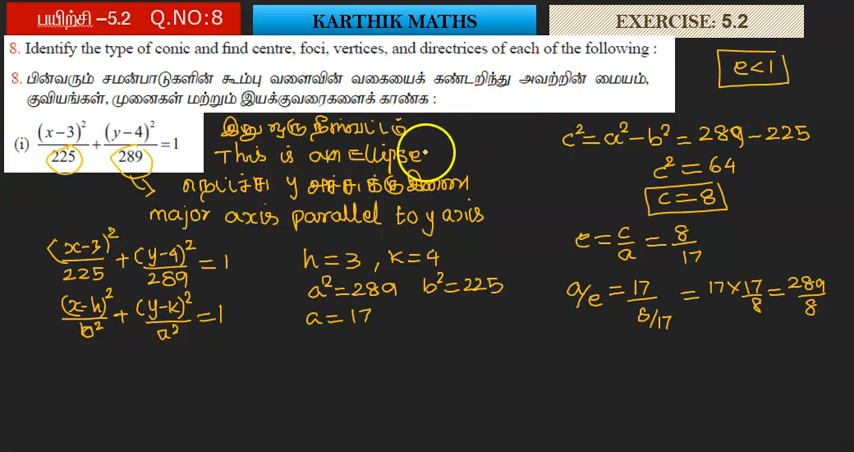 பயிற்சி -5.2 Q.NO:8
KARTHIK MATHS
EXERCISE: 5.2
8. Identify the type of conic and find centre, foci, vertices, and directrices of each of the following :
8. பின்வரும் சமன்பாடுகளின் கூம்பு வளைவின் வகையைக் கண்டறிந்து அவற்றின் மையம்,
குவியங்கள், முனைகள் மற்றும் இயக்குவரைகளைக் காண்க :
(i) (x-3)²/225 + (y-4)²/289 = 1
இது ஒரு நீள்வட்டம்
This is an Ellipse
நெட்டச்சு y அச்சுக்கு இணை
major axis parallel to y axis
(x-3)²/225 + (y-4)²/289 = 1
(x-h)²/b² + (y-k)²/a² = 1
h=3, k=4
a²=289 b²=225
a=17
e<1
c²=a²-b²=289-225
c²=64
c=8
e=c/a=8/17
a/e=17/8/17=17×17/8=289/8